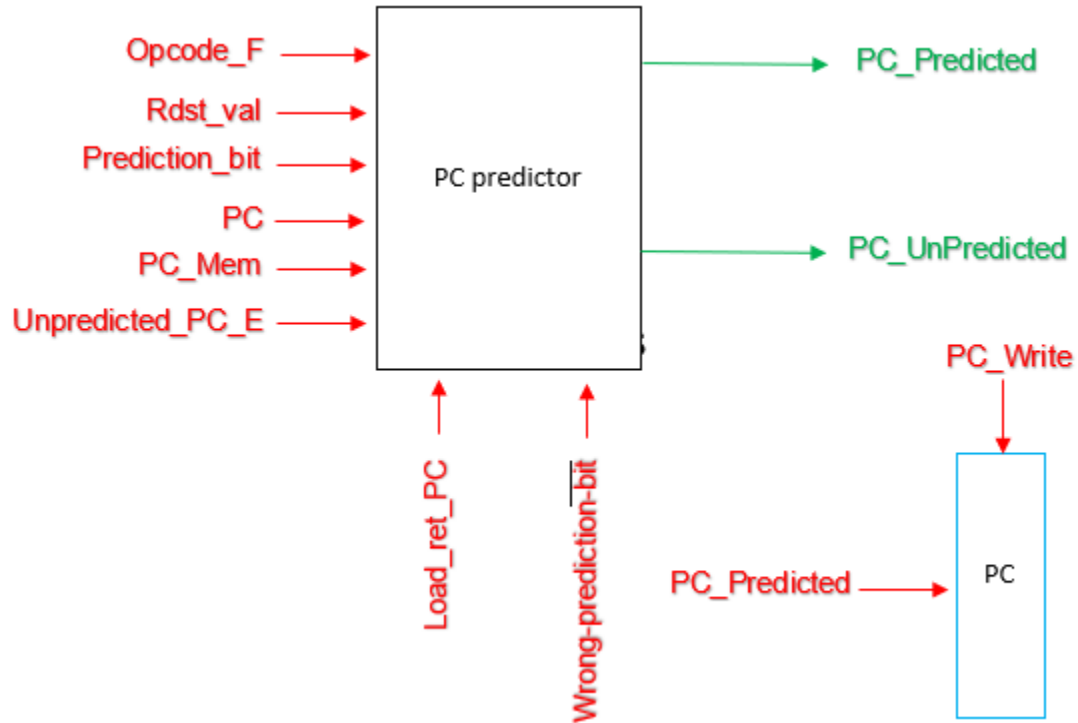 Opcode_F
Rdst_val
Prediction_bit
PC
PC_Mem
Unpredicted_PC_E
PC predictor
PC_Predicted
PC_UnPredicted
Load_ret_PC
Wrong-prediction-bit
PC_Write
PC_Predicted
PC